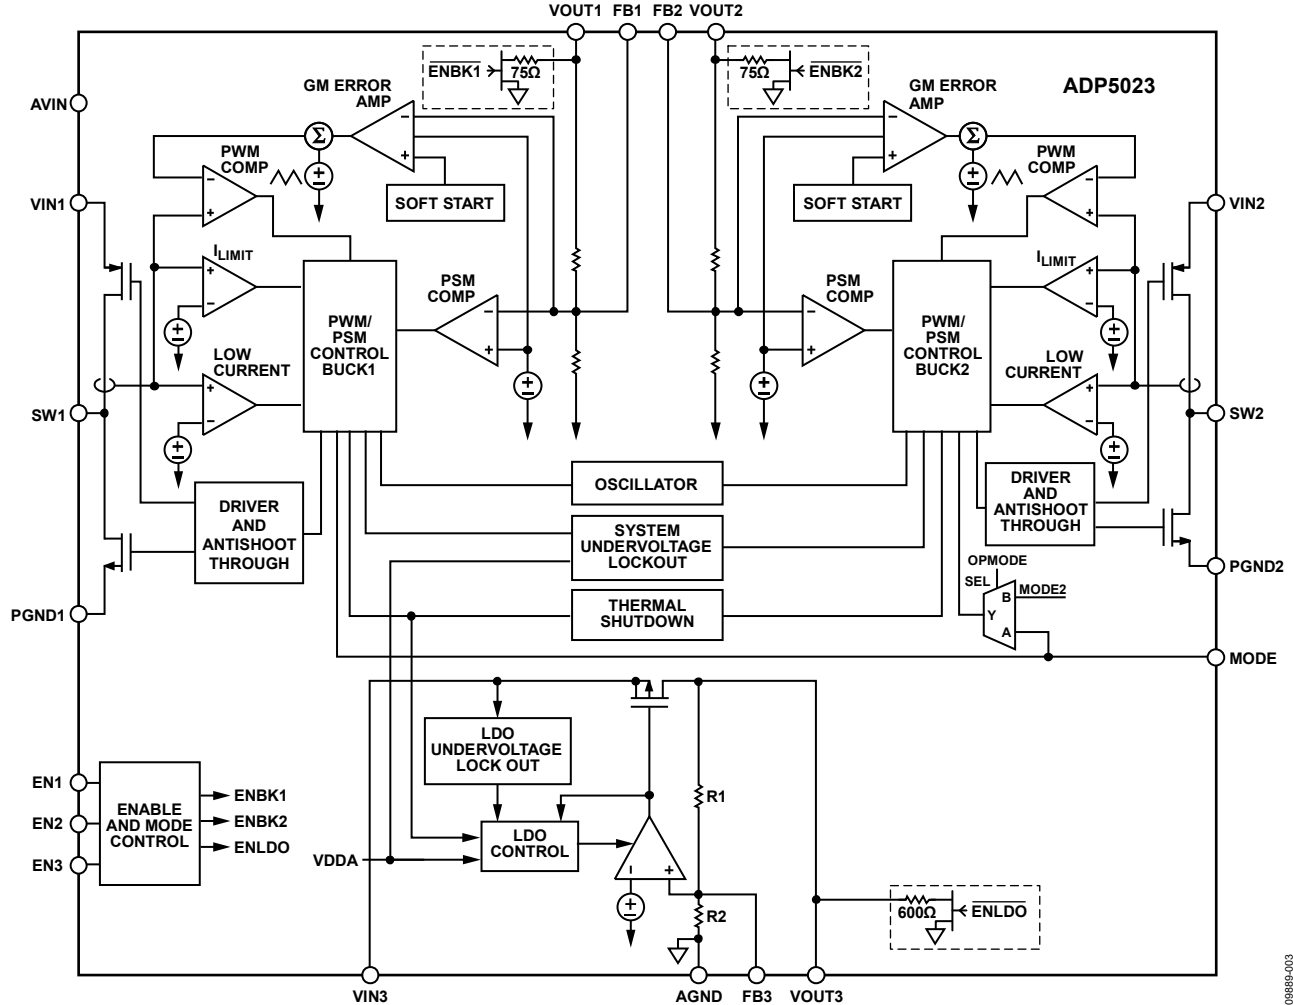 VOUT1 FB1 FB2 VOUT2
ADP5023
ENBK1
75Ω
75Ω
ENBK2
AVIN
GM ERROR
AMP
Σ
PWM
COMP
SOFT START
VIN1
ILIMIT
PSM
COMP
PWM/
PSM
CONTROL
BUCK1
LOW
CURRENT
SW1
DRIVER
AND
ANTISHOOT
THROUGH
PGND1
GM ERROR
AMP
Σ
PWM
COMP
SOFT START
VIN2
ILIMIT
PSM
COMP
PWM/
PSM
CONTROL
BUCK2
LOW
CURRENT
SW2
DRIVER
AND
ANTISHOOT
THROUGH
PGND2
OSCILLATOR
SYSTEM
UNDERVOLTAGE
LOCKOUT
THERMAL
SHUTDOWN
OPMODE
SEL
B
MODE2
Y
A
MODE
LDO
UNDERVOLTAGE
LOCK OUT
LDO
CONTROL
VDDA
R1
R2
EN1
EN2
EN3
ENABLE
AND MODE
CONTROL
ENBK1
ENBK2
ENLDO
600Ω
ENLDO
VIN3
AGND
FB3
VOUT3
09889-003